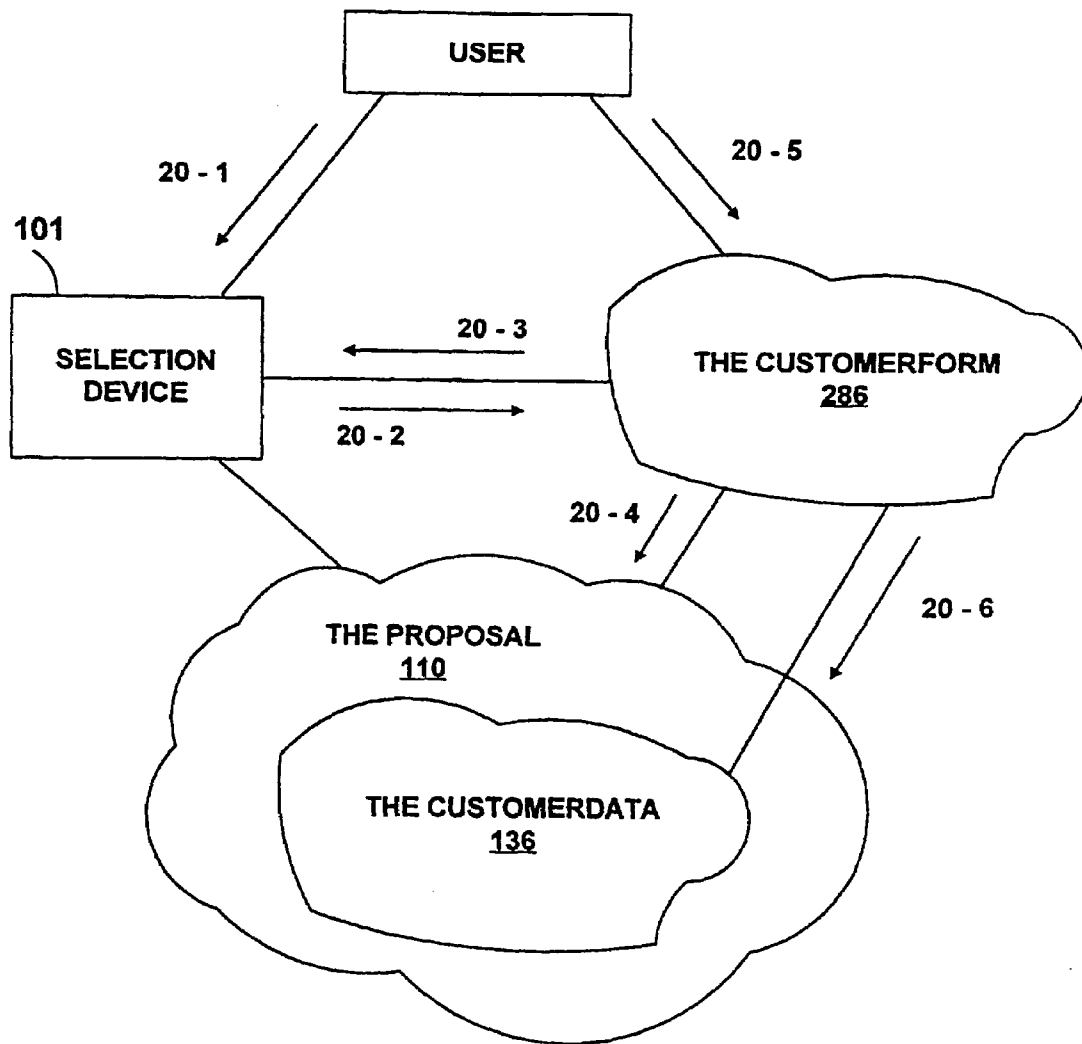 USER
20 - 1
20 - 5
101
SELECTION
DEVICE
20 - 3
20 - 2
THE CUSTOMERFORM
286
20 - 4
20 - 6
THE PROPOSAL
110
THE CUSTOMERDATA
136